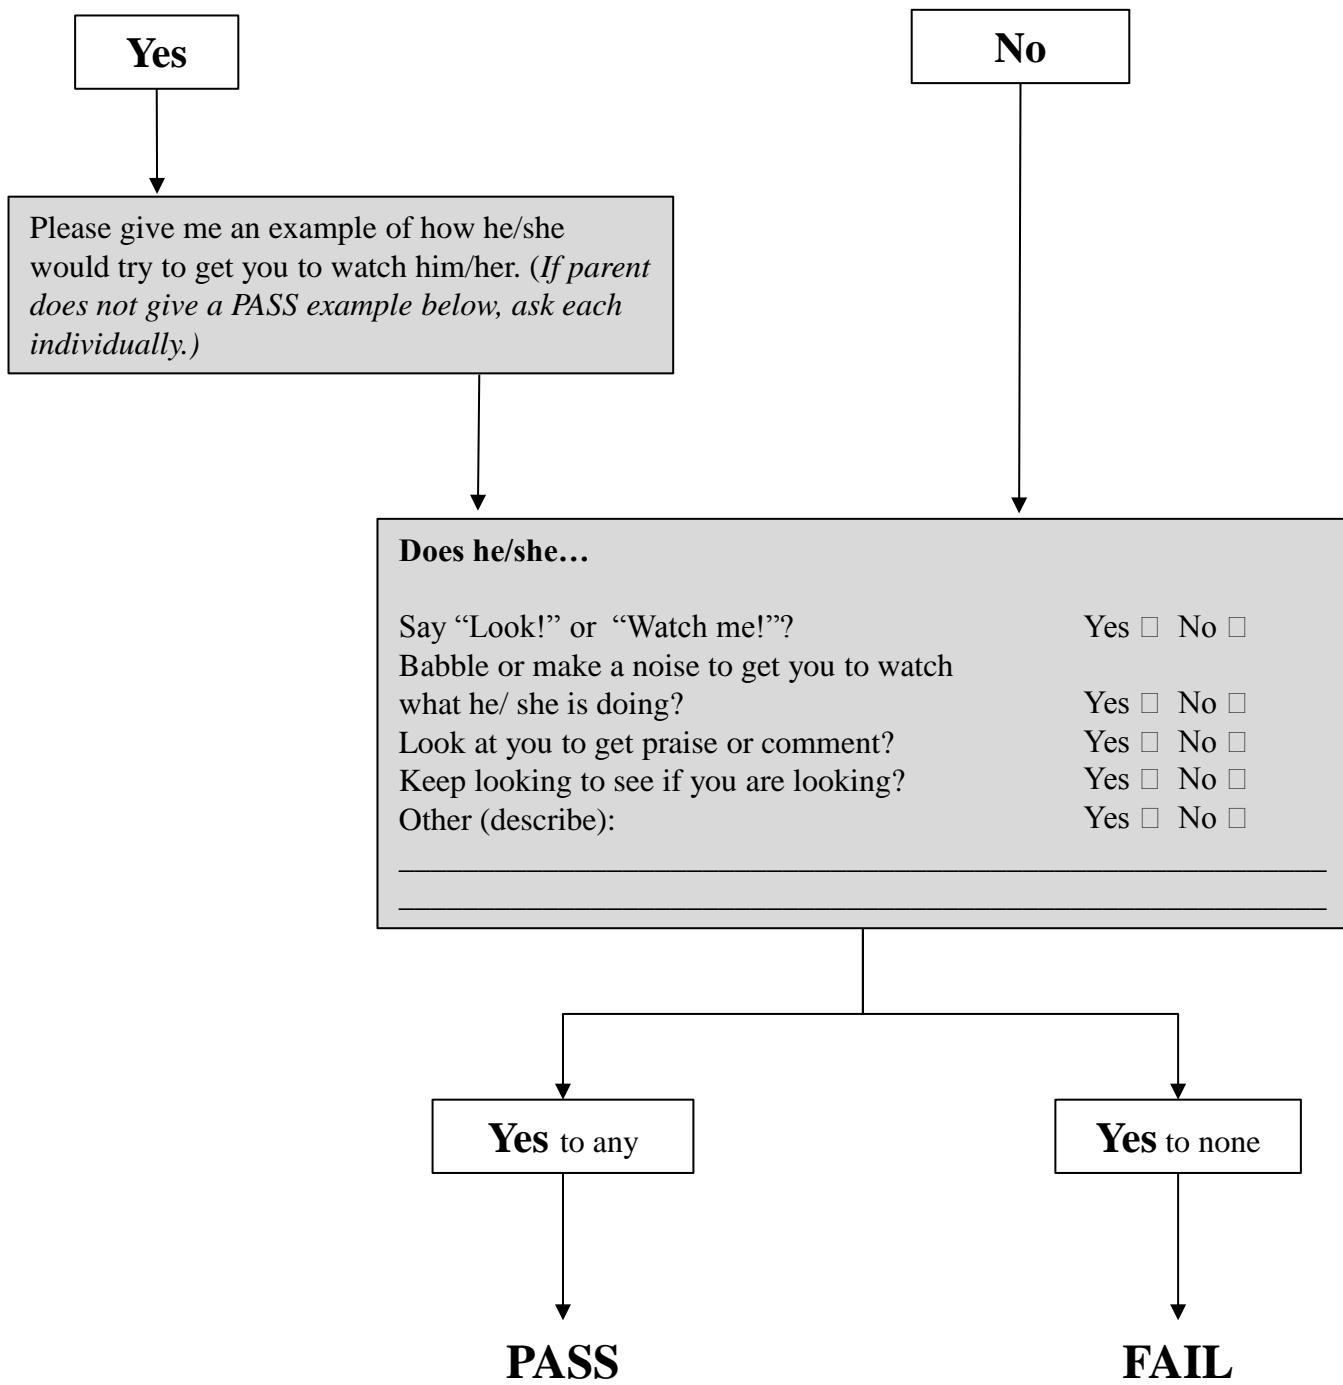 Yes
No
Please give me an example of how he/she
would try to get you to watch him/her. (If parent
does not give a PASS example below, ask each
individually.)
Does he/she…
Say “Look!” or “Watch me!”? Yes □ No □
Babble or make a noise to get you to watch
what he/ she is doing? Yes □ No □
Look at you to get praise or comment? Yes □ No □
Keep looking to see if you are looking? Yes □ No □
Other (describe): Yes □ No □
Yes to any
Yes to none
PASS
FAIL